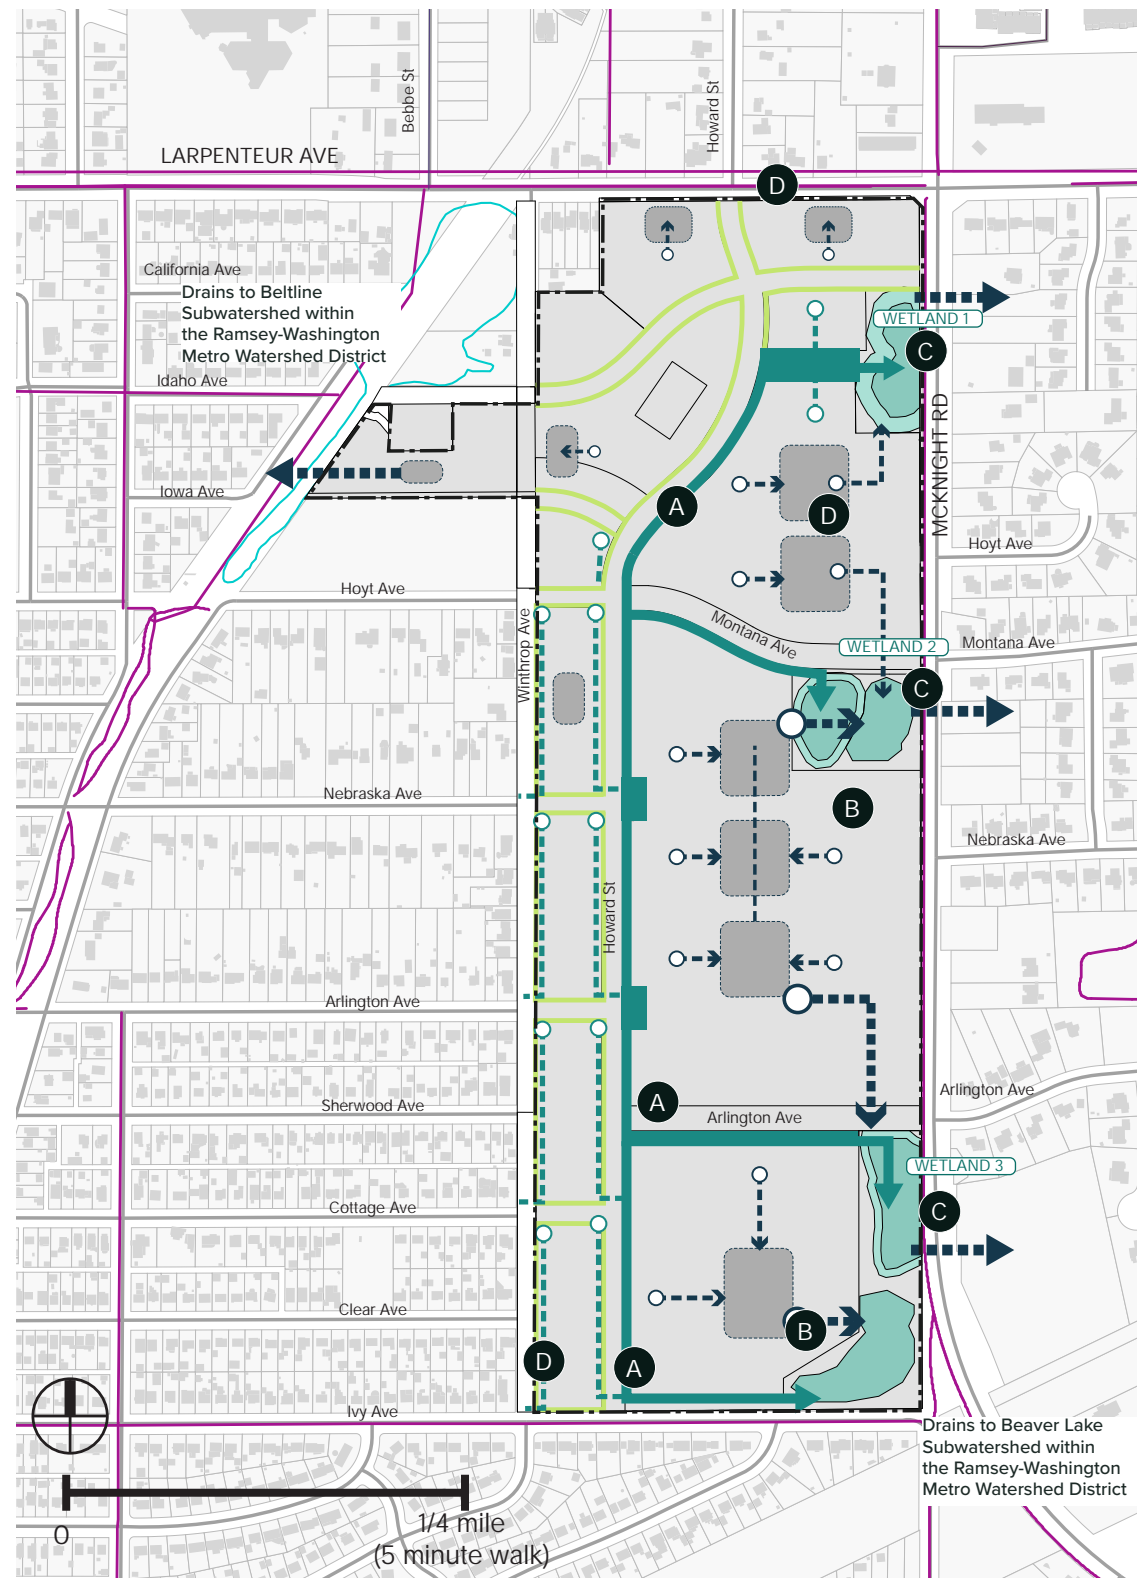 Bebbe St
Howard St
LARPENTEUR AVE
D
California Ave
Drains to Beltline
Subwatershed within
the Ramsey-Washington
Metro Watershed District
WETLAND 1
C
Idaho Ave
MCKNIGHT RD
Iowa Ave
A
D
Hoyt Ave
Hoyt Ave
Winthrop Ave
Montana Ave
WETLAND 2
Montana Ave
C
Nebraska Ave
B
Nebraska Ave
Howard St
Arlington Ave
A
Arlington Ave
Arlington Ave
Sherwood Ave
WETLAND 3
Cottage Ave
C
Clear Ave
B
D
A
Ivy Ave
Drains to Beaver Lake
Subwatershed within
the Ramsey-Washington
Metro Watershed District
0
1/4 mile
(5 minute walk)